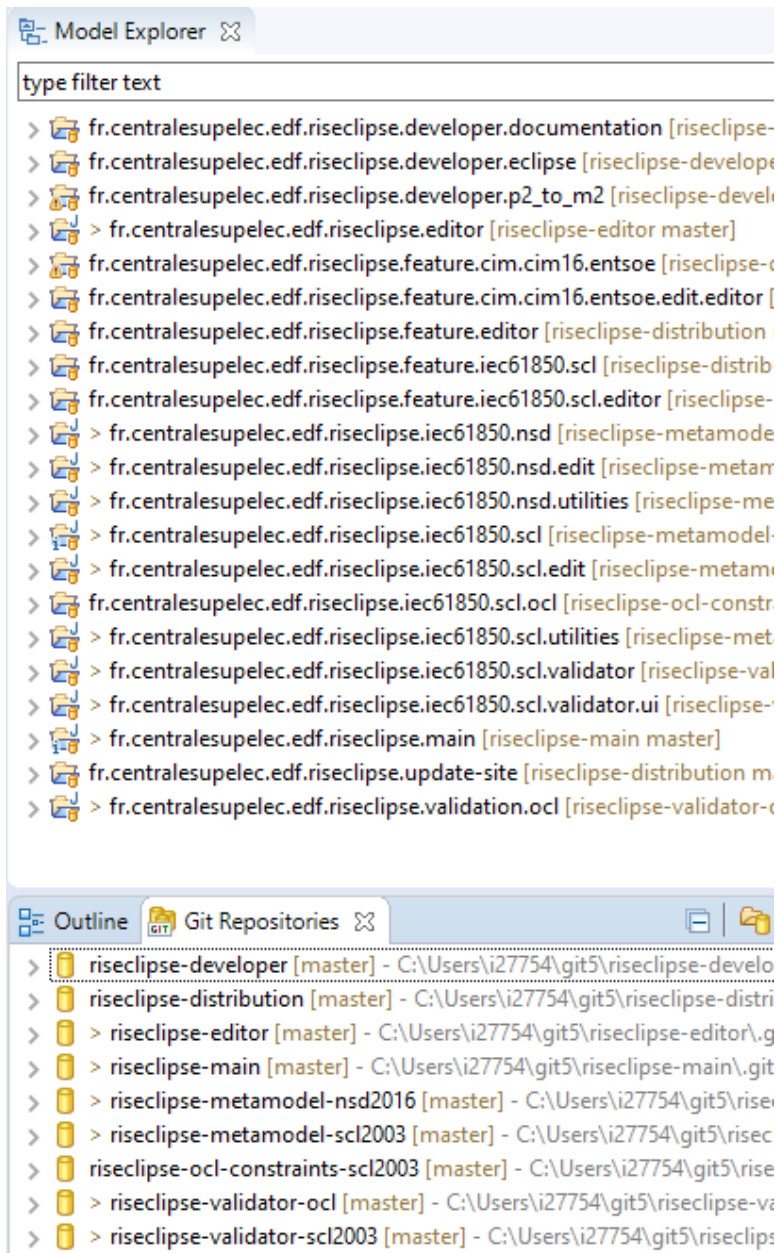 Model Explorer
type filter text
> fr.centralesupelec.edf.riseclipse.developer.documentation [riseclipse-
> fr.centralesupelec.edf.riseclipse.developer.eclipse [riseclipse-develope
> fr.centralesupelec.edf.riseclipse.developer.p2_to_m2 [riseclipse-devel
> > fr.centralesupelec.edf.riseclipse.editor [riseclipse-editor master]
> fr.centralesupelec.edf.riseclipse.feature.cim.cim16.entsoe [riseclipse-
> fr.centralesupelec.edf.riseclipse.feature.cim.cim16.entsoe.edit.editor [
> fr.centralesupelec.edf.riseclipse.feature.editor [riseclipse-distribution
> fr.centralesupelec.edf.riseclipse.feature.iec61850.scl [riseclipse-distrib
> fr.centralesupelec.edf.riseclipse.feature.iec61850.scl.editor [riseclipse-
> > fr.centralesupelec.edf.riseclipse.iec61850.nsd [riseclipse-metamode
> > fr.centralesupelec.edf.riseclipse.iec61850.nsd.edit [riseclipse-metam
> > fr.centralesupelec.edf.riseclipse.iec61850.nsd.utilities [riseclipse-me
> > fr.centralesupelec.edf.riseclipse.iec61850.scl [riseclipse-metamodel-
> > fr.centralesupelec.edf.riseclipse.iec61850.scl.edit [riseclipse-metam
> fr.centralesupelec.edf.riseclipse.iec61850.scl.ocl [riseclipse-ocl-constr
> > fr.centralesupelec.edf.riseclipse.iec61850.scl.utilities [riseclipse-met
> > fr.centralesupelec.edf.riseclipse.iec61850.scl.validator [riseclipse-val
> > fr.centralesupelec.edf.riseclipse.iec61850.scl.validator.ui [riseclipse-
> > fr.centralesupelec.edf.riseclipse.main [riseclipse-main master]
> fr.centralesupelec.edf.riseclipse.update-site [riseclipse-distribution m
> > fr.centralesupelec.edf.riseclipse.validation.ocl [riseclipse-validator-
Outline GIT Git Repositories
> riseclipse-developer [master] - C:\Users\i27754\git5\riseclipse-develo
> riseclipse-distribution [master] - C:\Users\i27754\git5\riseclipse-distri
> > riseclipse-editor [master] - C:\Users\i27754\git5\riseclipse-editor\.g
> > riseclipse-main [master] - C:\Users\i27754\git5\riseclipse-main\.git
> > riseclipse-metamodel-nsd2016 [master] - C:\Users\i27754\git5\rise
> > riseclipse-metamodel-scl2003 [master] - C:\Users\i27754\git5\risec
> riseclipse-ocl-constraints-scl2003 [master] - C:\Users\i27754\git5\rise
> > riseclipse-validator-ocl [master] - C:\Users\i27754\git5\riseclipse-va
> > riseclipse-validator-scl2003 [master] - C:\Users\i27754\git5\riseclips